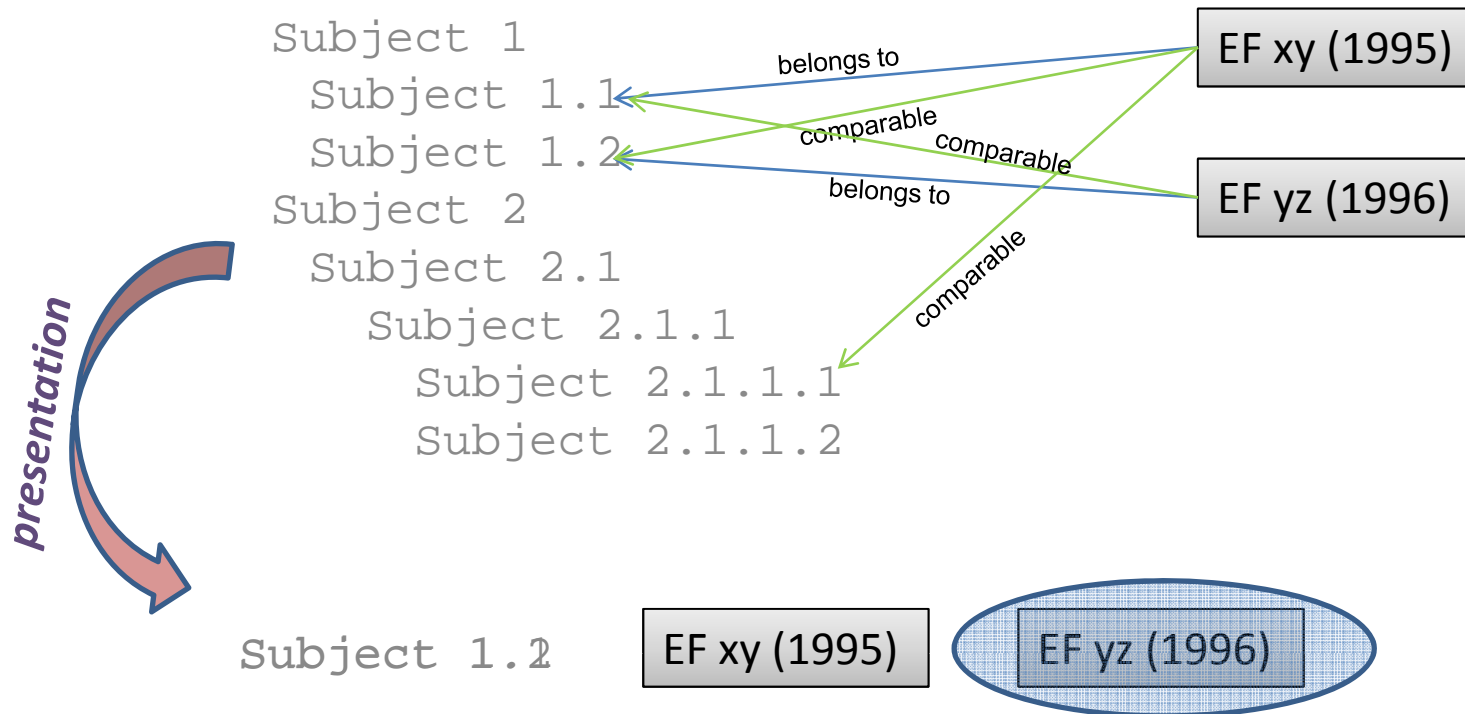 Subject 1
Subject 1.1
Subject 1.2
Subject 2
Subject 2.1
Subject 2.1.1
Subject 2.1.1.1
Subject 2.1.1.2
EF xy (1995)
EF yz (1996)
belongs to
comparable
comparable
belongs to
comparable
presentation
Subject 1.
EF xy (1995)
EF yz (1996)